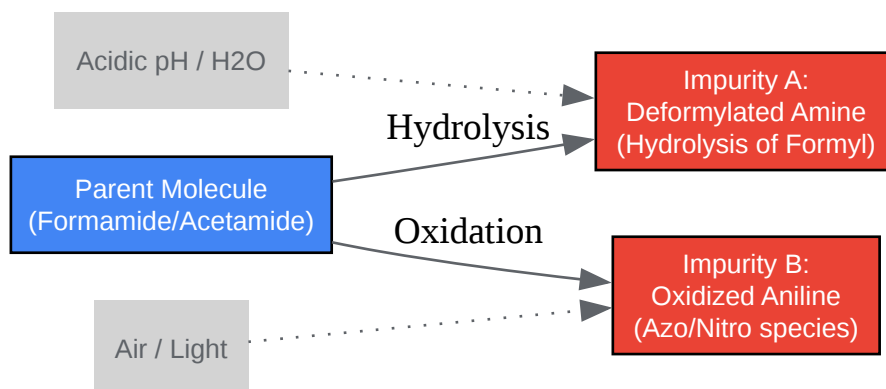 Acidic pH / H2O
Impurity A:
Deformylated Amine
(Hydrolysis of Formyl)
Hydrolysis
Parent Molecule
(Formamide/Acetamide)
Oxidation
Impurity B:
Oxidized Aniline
(Azo/Nitro species)
Air / Light